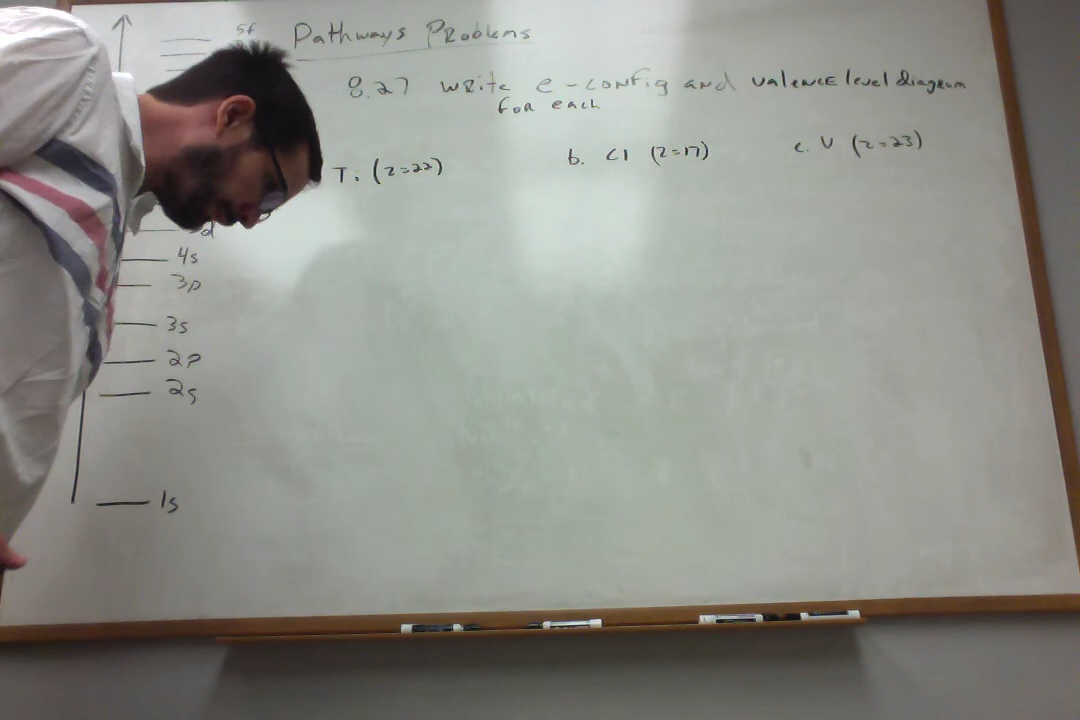 Pathways Problems
8.27 write e-config and valence level diagram
for each
Ti (Z=22)
b. Cl (Z=17)
c. V (Z=23)
5f
d
4s
3p
3s
2p
2s
1s